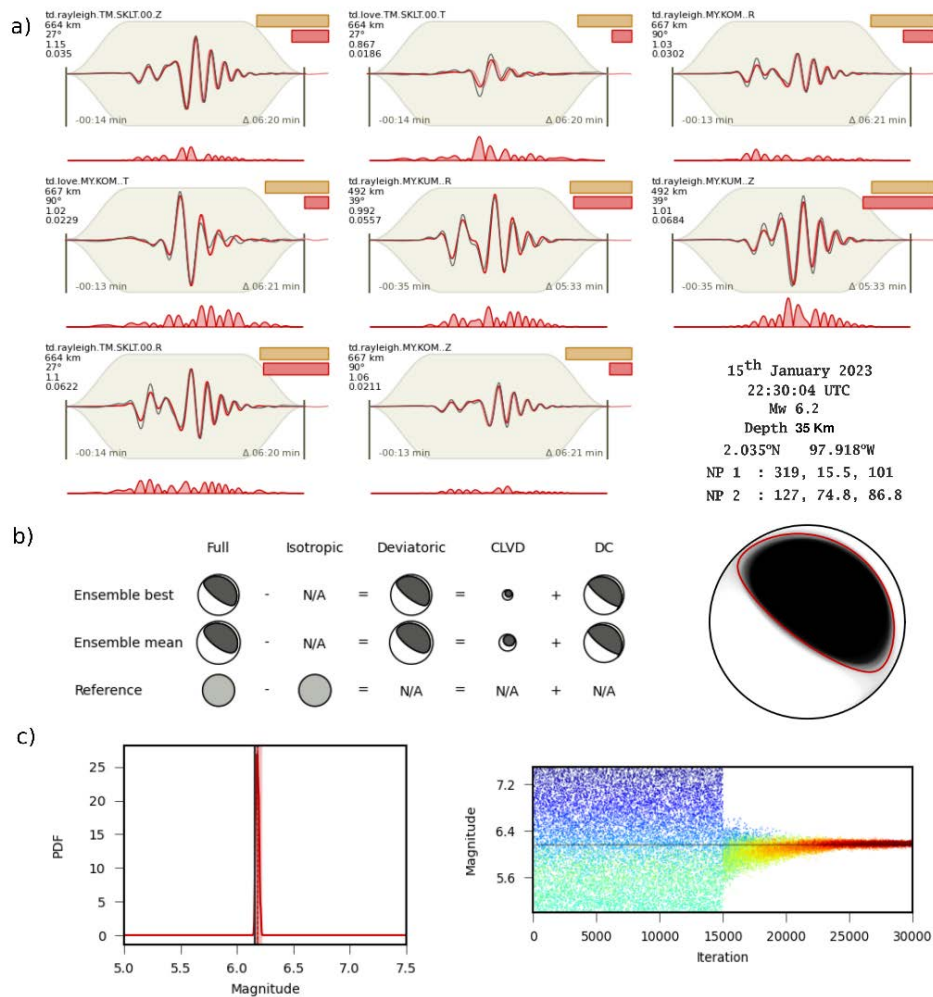 a)
td.rayleigh.TM.SKLT.00.Z
664 km
27°
1.15
0.035
-00:14 min Δ 06:20 min
td.love.TM.SKLT.00.T
664 km
27°
0.867
0.0186
-00:14 min Δ 06:20 min
td.rayleigh.MY.KOM..R
667 km
90°
1.03
0.0302
-00:13 min Δ 06:21 min
td.love.MY.KOM..T
667 km
90°
1.02
0.0229
-00:13 min Δ 06:21 min
td.rayleigh.MY.KUM..R
492 km
39°
0.992
0.0557
-00:35 min Δ 05:33 min
td.rayleigh.MY.KUM..Z
492 km
39°
1.01
0.0684
-00:35 min Δ 05:33 min
td.rayleigh.TM.SKLT.00.R
664 km
27°
1.1
0.0622
-00:14 min Δ 06:20 min
td.rayleigh.MY.KOM..Z
667 km
90°
1.06
0.0211
-00:13 min Δ 06:21 min
15th January 2023
22:30:04 UTC
Mw 6.2
Depth 35 Km
2.035°N 97.918°W
NP 1 : 319, 15.5, 101
NP 2 : 127, 74.8, 86.8
b)
Full Isotropic Deviatoric CLVD DC
Ensemble best - N/A = = +
Ensemble mean - N/A = = +
Reference - = N/A = N/A + N/A
c)
PDF
25
20
15
10
5
0
5.0 5.5 6.0 6.5 7.0 7.5
Magnitude
Magnitude
7.2
6.4
5.6
0 5000 10000 15000 20000 25000 30000
Iteration